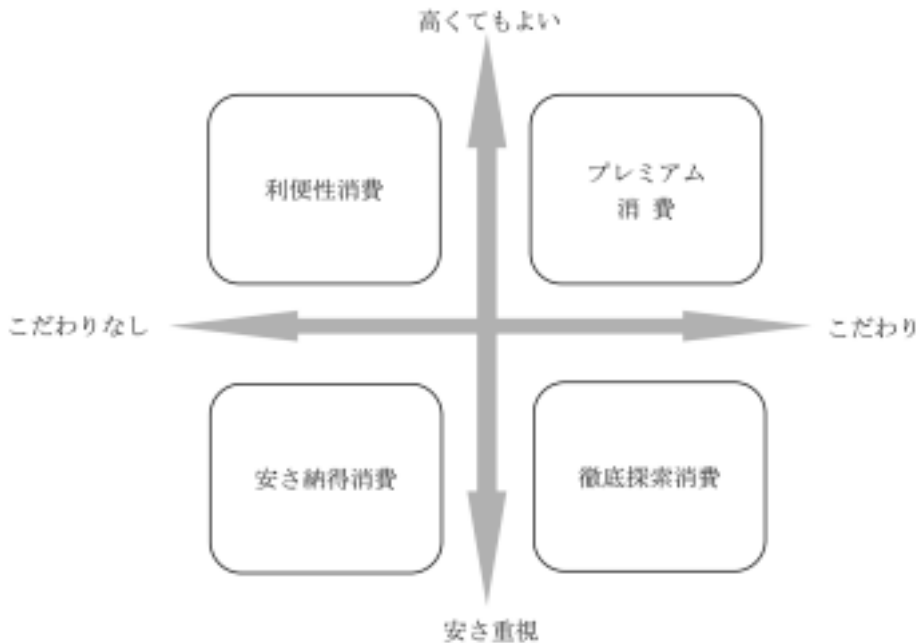 高くてもよい
利便性消費
プレミアム
消 費
こだわりなし
こだわり
安さ納得消費
徹底探索消費
安さ重視